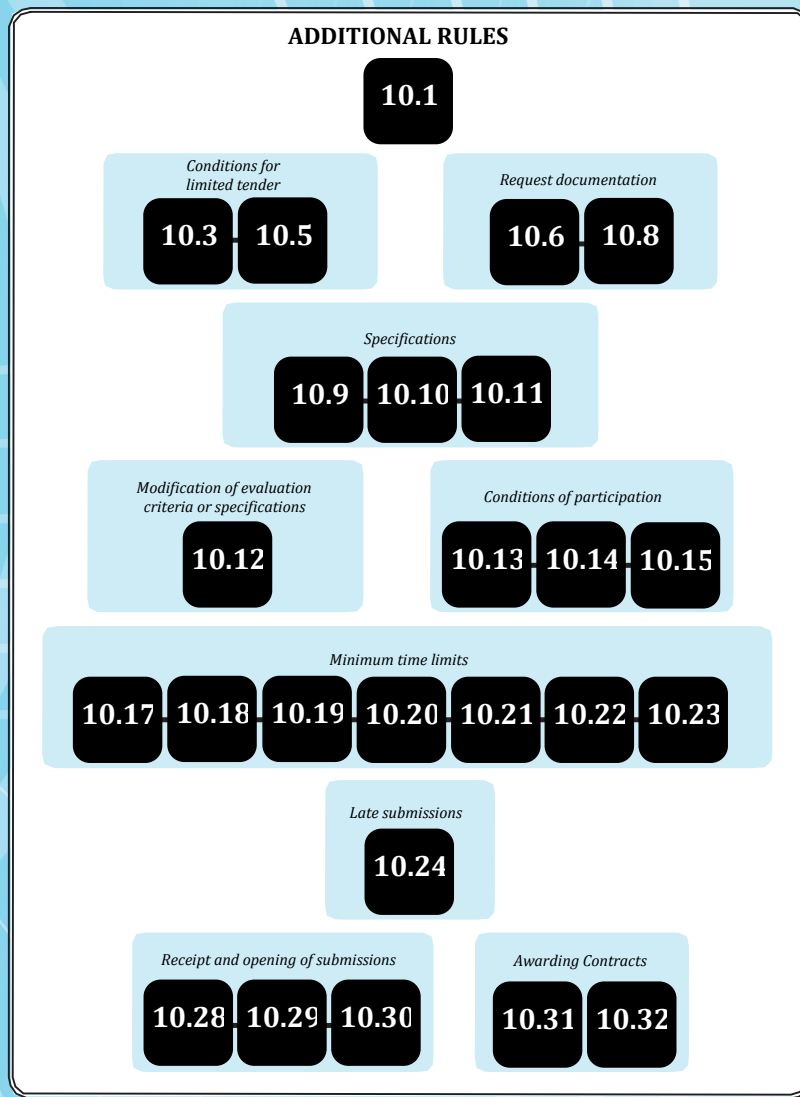 ADDITIONAL RULES
10.1
Conditions for
limited tender
10.3 10.5
Request documentation
10.6 10.8
Specifications
10.9 10.10 10.11
Modification of evaluation
criteria or specifications
10.12
Conditions of participation
10.13 10.14 10.15
Minimum time limits
10.17 10.18 10.19 10.20 10.21 10.22 10.23
Late submissions
10.24
Receipt and opening of submissions
10.28 10.29 10.30
Awarding Contracts
10.31 10.32